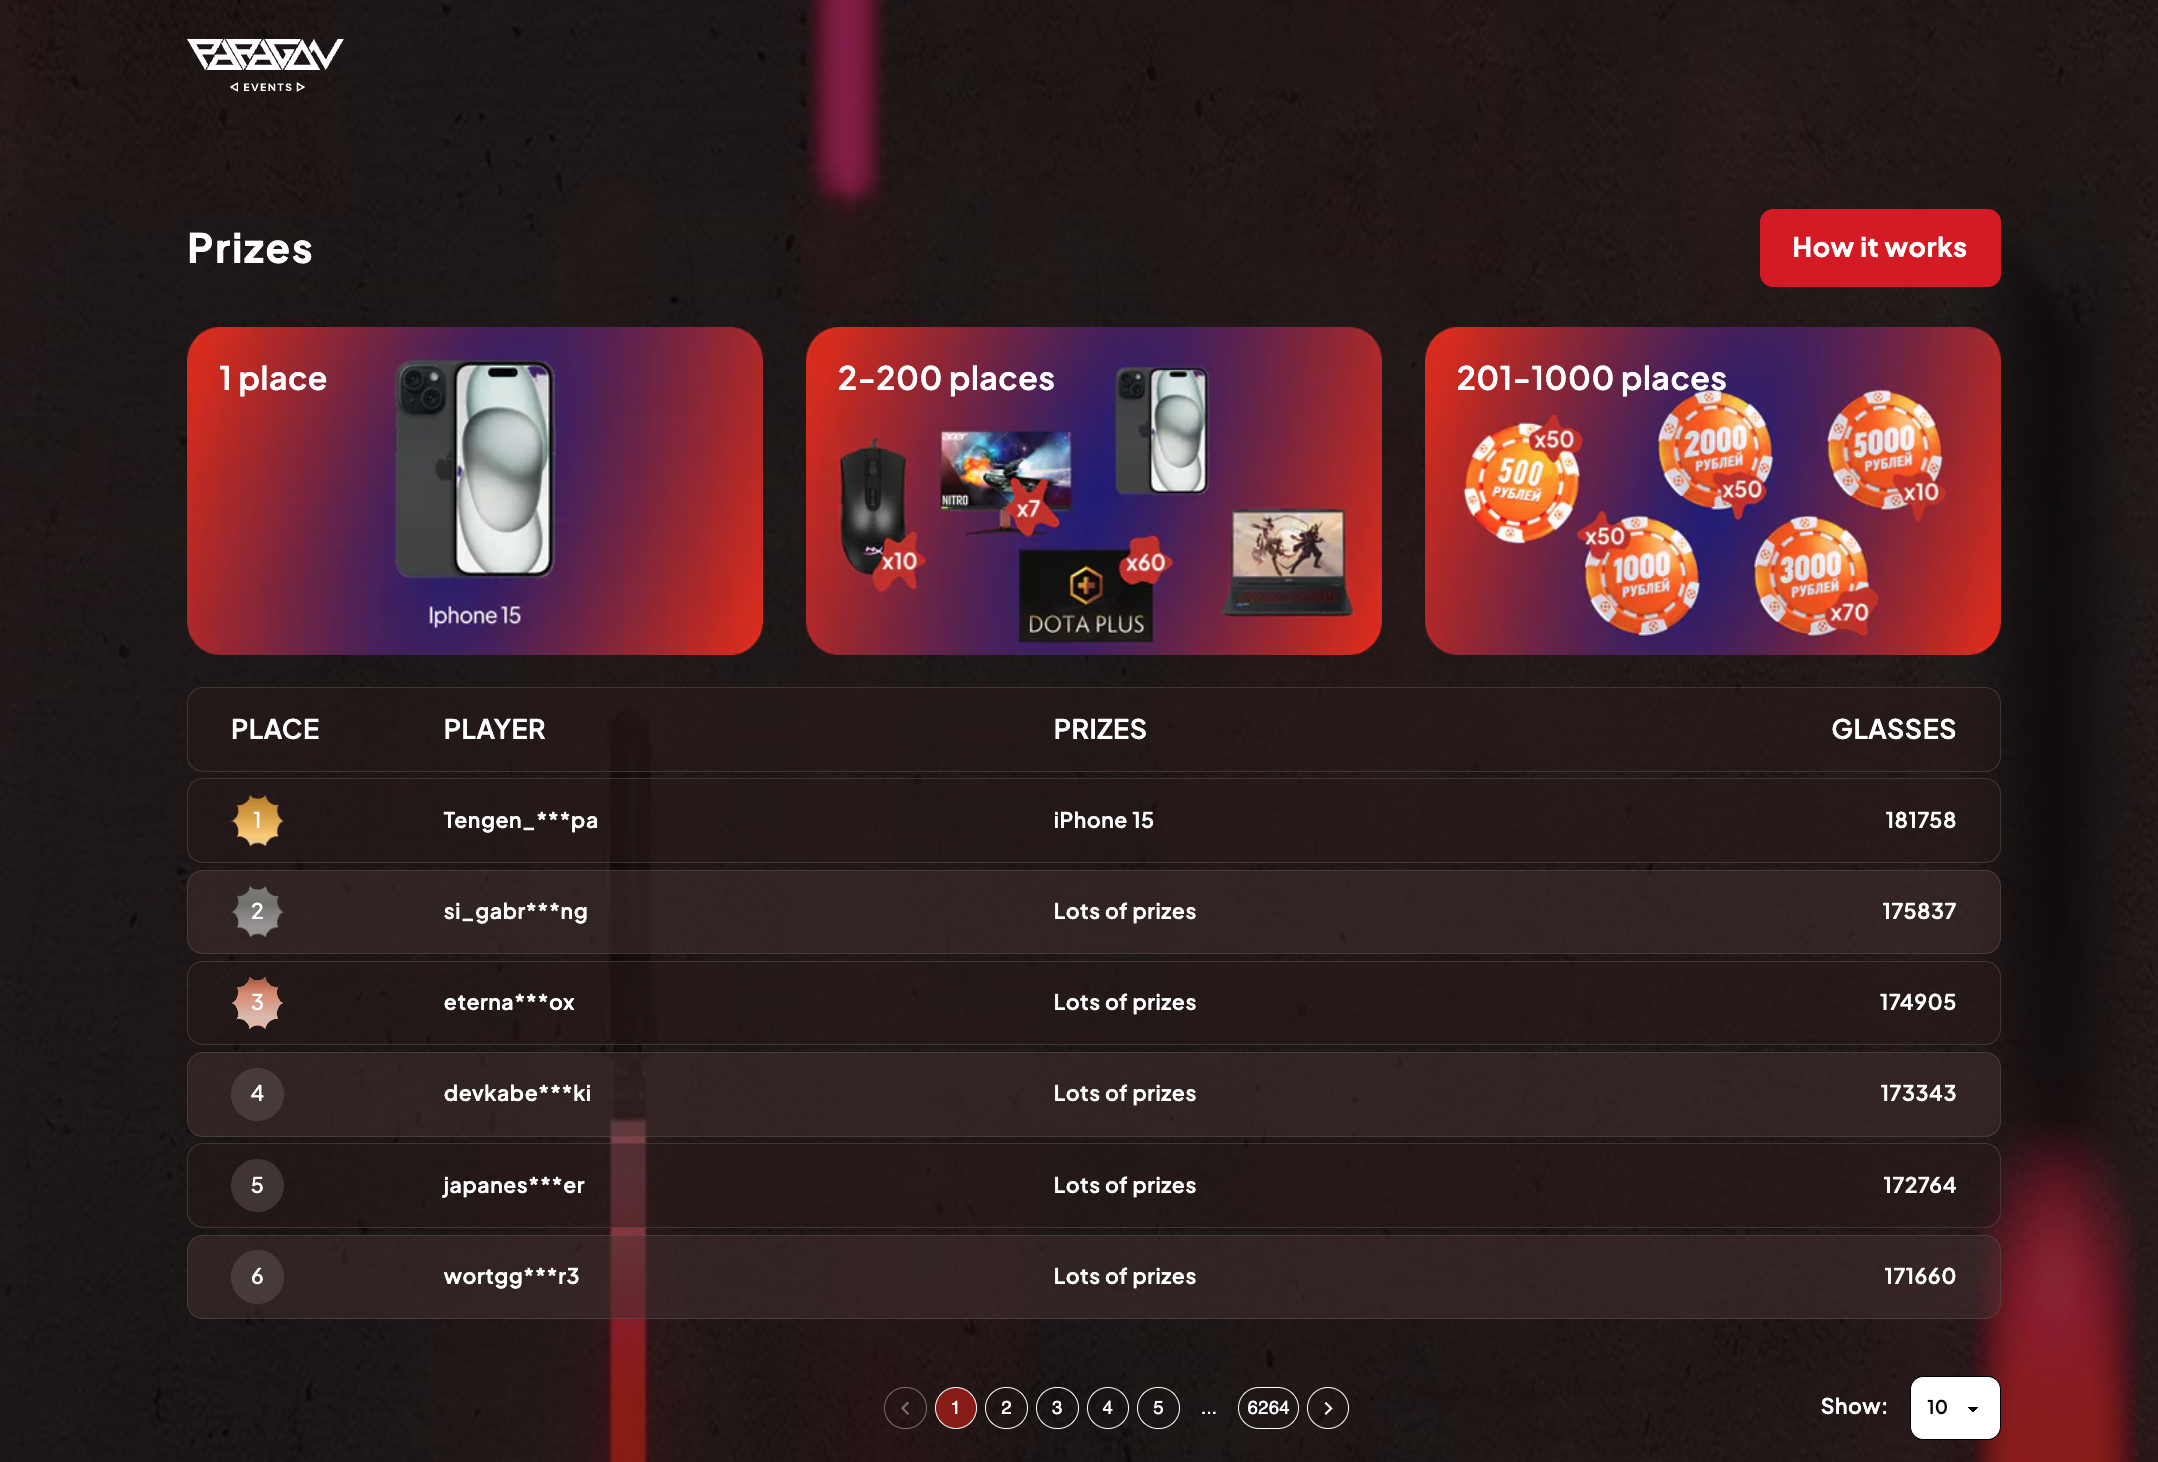 PARAGON
EVENTS
Prizes
How it works
1 place
Iphone 15
2-200 places
x10
acer
NITRO
x7
x60
DOTA PLUS
201-1000 places
x50
500
РУБЛЕЙ
2000
РУБЛЕЙ
x50
5000
РУБЛЕЙ
x10
x50
1000
РУБЛЕЙ
3000
РУБЛЕЙ
x70
PLACE PLAYER PRIZES GLASSES
1 Tengen_***pa iPhone 15 181758
2 si_gabr***ng Lots of prizes 175837
3 eterna***ox Lots of prizes 174905
4 devkabe***ki Lots of prizes 173343
5 japanes***er Lots of prizes 172764
6 wortgg***r3 Lots of prizes 171660
1 2 3 4 5 ... 6264
Show: 10